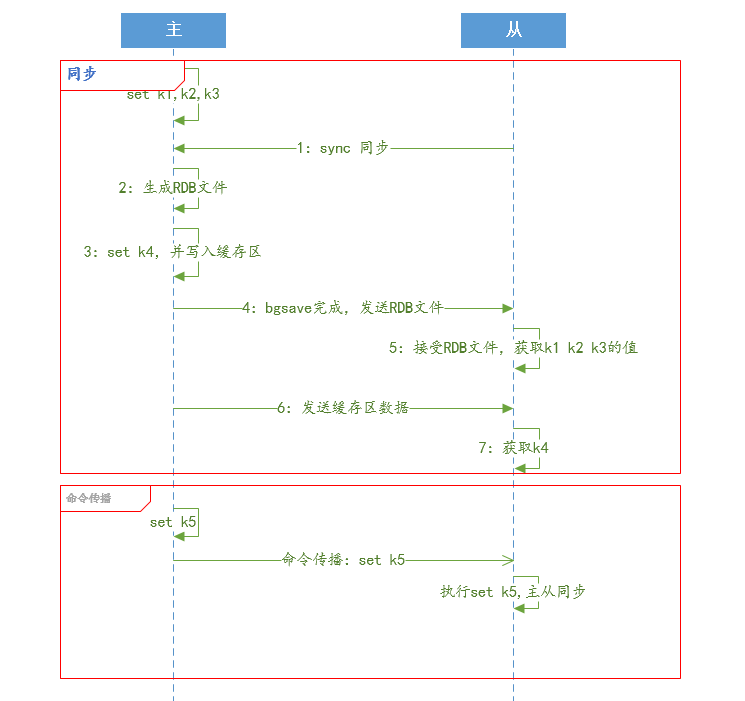 主
从
同步
set k1,k2,k3
1: sync 同步
2: 生成RDB文件
3: set k4, 并写入缓存区
4: bgsave完成, 发送RDB文件
5: 接受RDB文件, 获取k1 k2 k3的值
6: 发送缓存区数据
7: 获取k4
命令传播
set k5
命令传播: set k5
执行set k5,主从同步